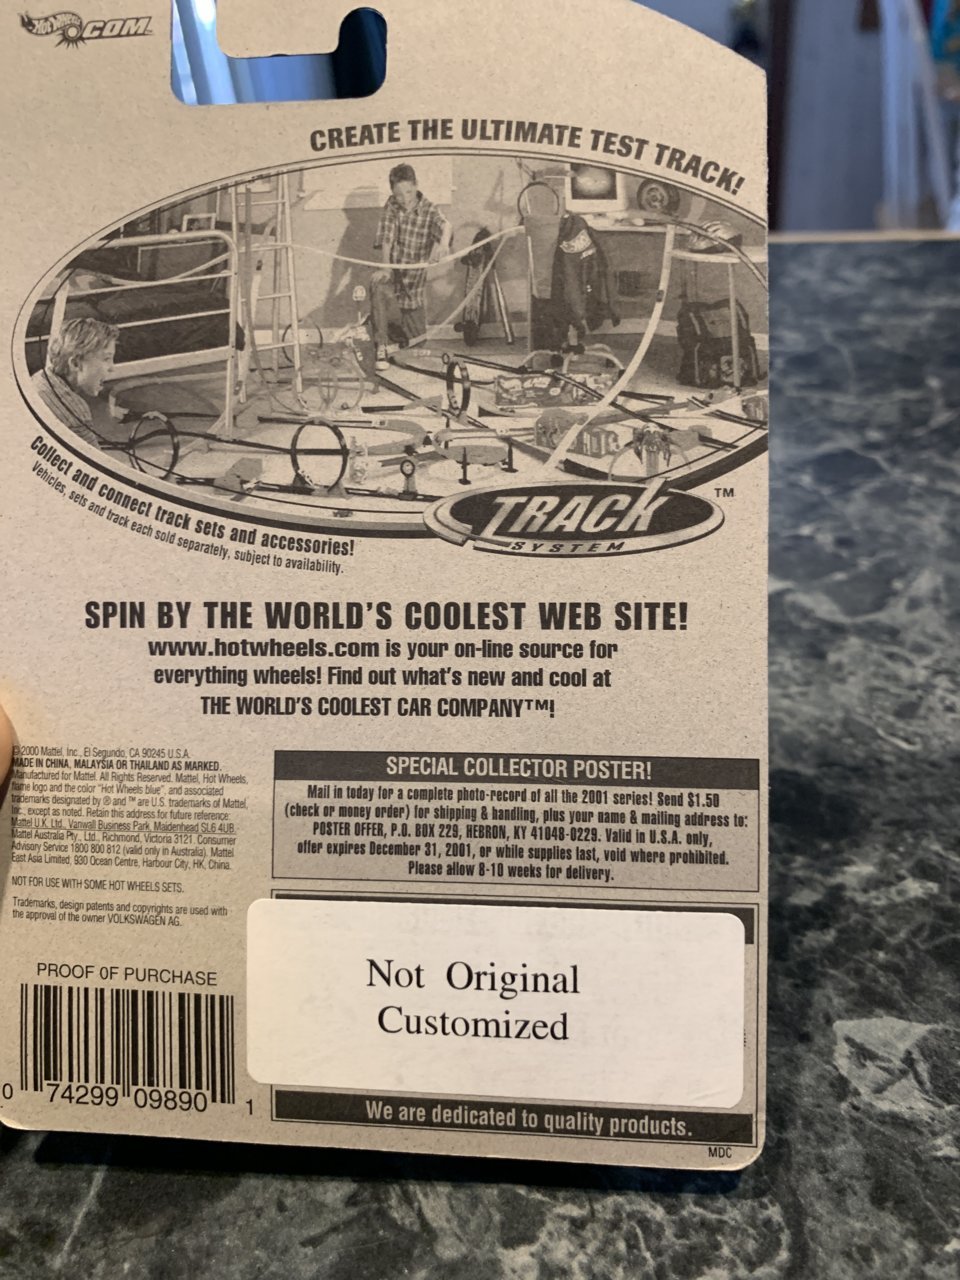 HOT WHEELS.COM
CREATE THE ULTIMATE TEST TRACK!
Collect and connect track sets and accessories!
Vehicles, sets and track each sold separately, subject to availability.
TRACK ™
SYSTEM
SPIN BY THE WORLD'S COOLEST WEB SITE!
www.hotwheels.com is your on-line source for
everything wheels! Find out what's new and cool at
THE WORLD'S COOLEST CAR COMPANY™!
© 2000 Mattel, Inc., El Segundo, CA 90245 U.S.A.
MADE IN CHINA, MALAYSIA OR THAILAND AS MARKED.
Manufactured for Mattel. All Rights Reserved. Mattel, Hot Wheels,
flame logo and the color "Hot Wheels blue", and associated
trademarks designated by ® and ™ are U.S. trademarks of Mattel,
Inc., except as noted. Retain this address for future reference:
Mattel U.K. Ltd., Vanwall Business Park, Maidenhead SL6 4UB.
Mattel Australia Pty., Ltd., Richmond, Victoria 3121. Consumer
Advisory Service 1800 800 812 (valid only in Australia). Mattel
East Asia Limited, 930 Ocean Centre, Harbour City, HK, China.
NOT FOR USE WITH SOME HOT WHEELS SETS.
Trademarks, design patents and copyrights are used with
the approval of the owner VOLKSWAGEN AG.
SPECIAL COLLECTOR POSTER!
Mail in today for a complete photo-record of all the 2001 series! Send $1.50
(check or money order) for shipping & handling, plus your name & mailing address to:
POSTER OFFER, P.O. BOX 229, HEBRON, KY 41048-0229. Valid in U.S.A. only,
offer expires December 31, 2001, or while supplies last, void where prohibited.
Please allow 8-10 weeks for delivery.
PROOF OF PURCHASE
0 74299 09890 1
Not Original
Customized
We are dedicated to quality products.
MDC